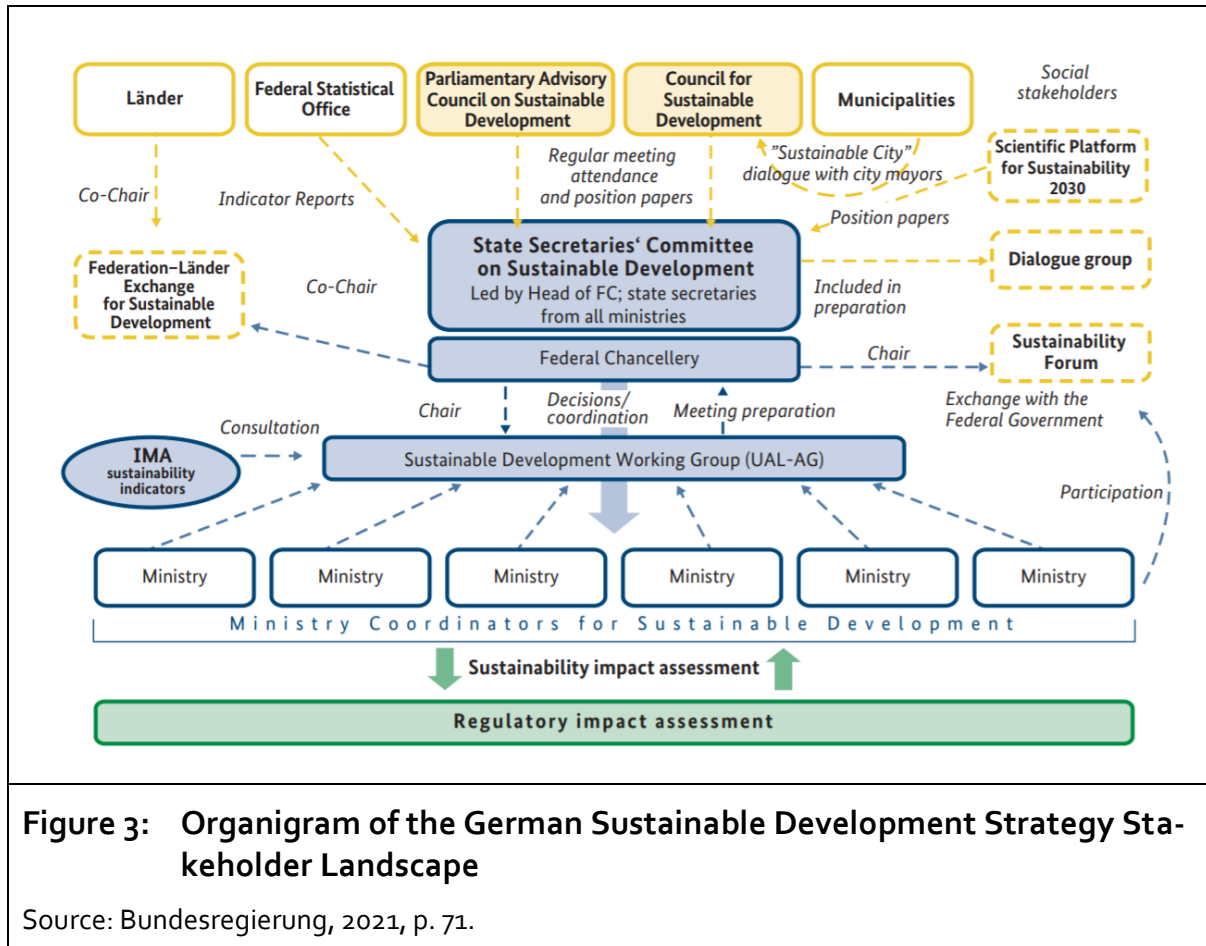 Länder
Federal Statistical
Office
Parliamentary Advisory
Council on Sustainable
Development
Council for
Sustainable
Development
Municipalities
Social
stakeholders
Scientific Platform
for Sustainability
2030
Co-Chair
Indicator Reports
Regular meeting
attendance
and position papers
"Sustainable City"
dialogue with city mayors
Position papers
Federation–Länder
Exchange
for Sustainable
Development
Co-Chair
State Secretaries‘ Committee
on Sustainable Development
Led by Head of FC; state secretaries
from all ministries
Included in
preparation
Dialogue group
Federal Chancellery
Chair
Sustainability
Forum
Exchange with the
Federal Government
Consultation
Chair
Decisions/
coordination
Meeting preparation
IMA
sustainability
indicators
Sustainable Development Working Group (UAL-AG)
Participation
Ministry
Ministry
Ministry
Ministry
Ministry
Ministry
Ministry Coordinators for Sustainable Development
Sustainability impact assessment
Regulatory impact assessment
Figure 3: Organigram of the German Sustainable Development Strategy Sta-
keholder Landscape
Source: Bundesregierung, 2021, p. 71.